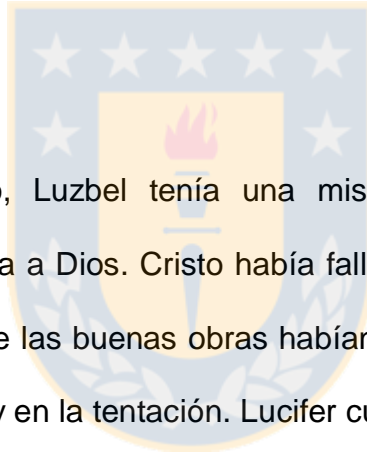 , Luzbel tenía una mis
a a Dios. Cristo había fall
e las buenas obras habían
y en la tentación. Lucifer cu